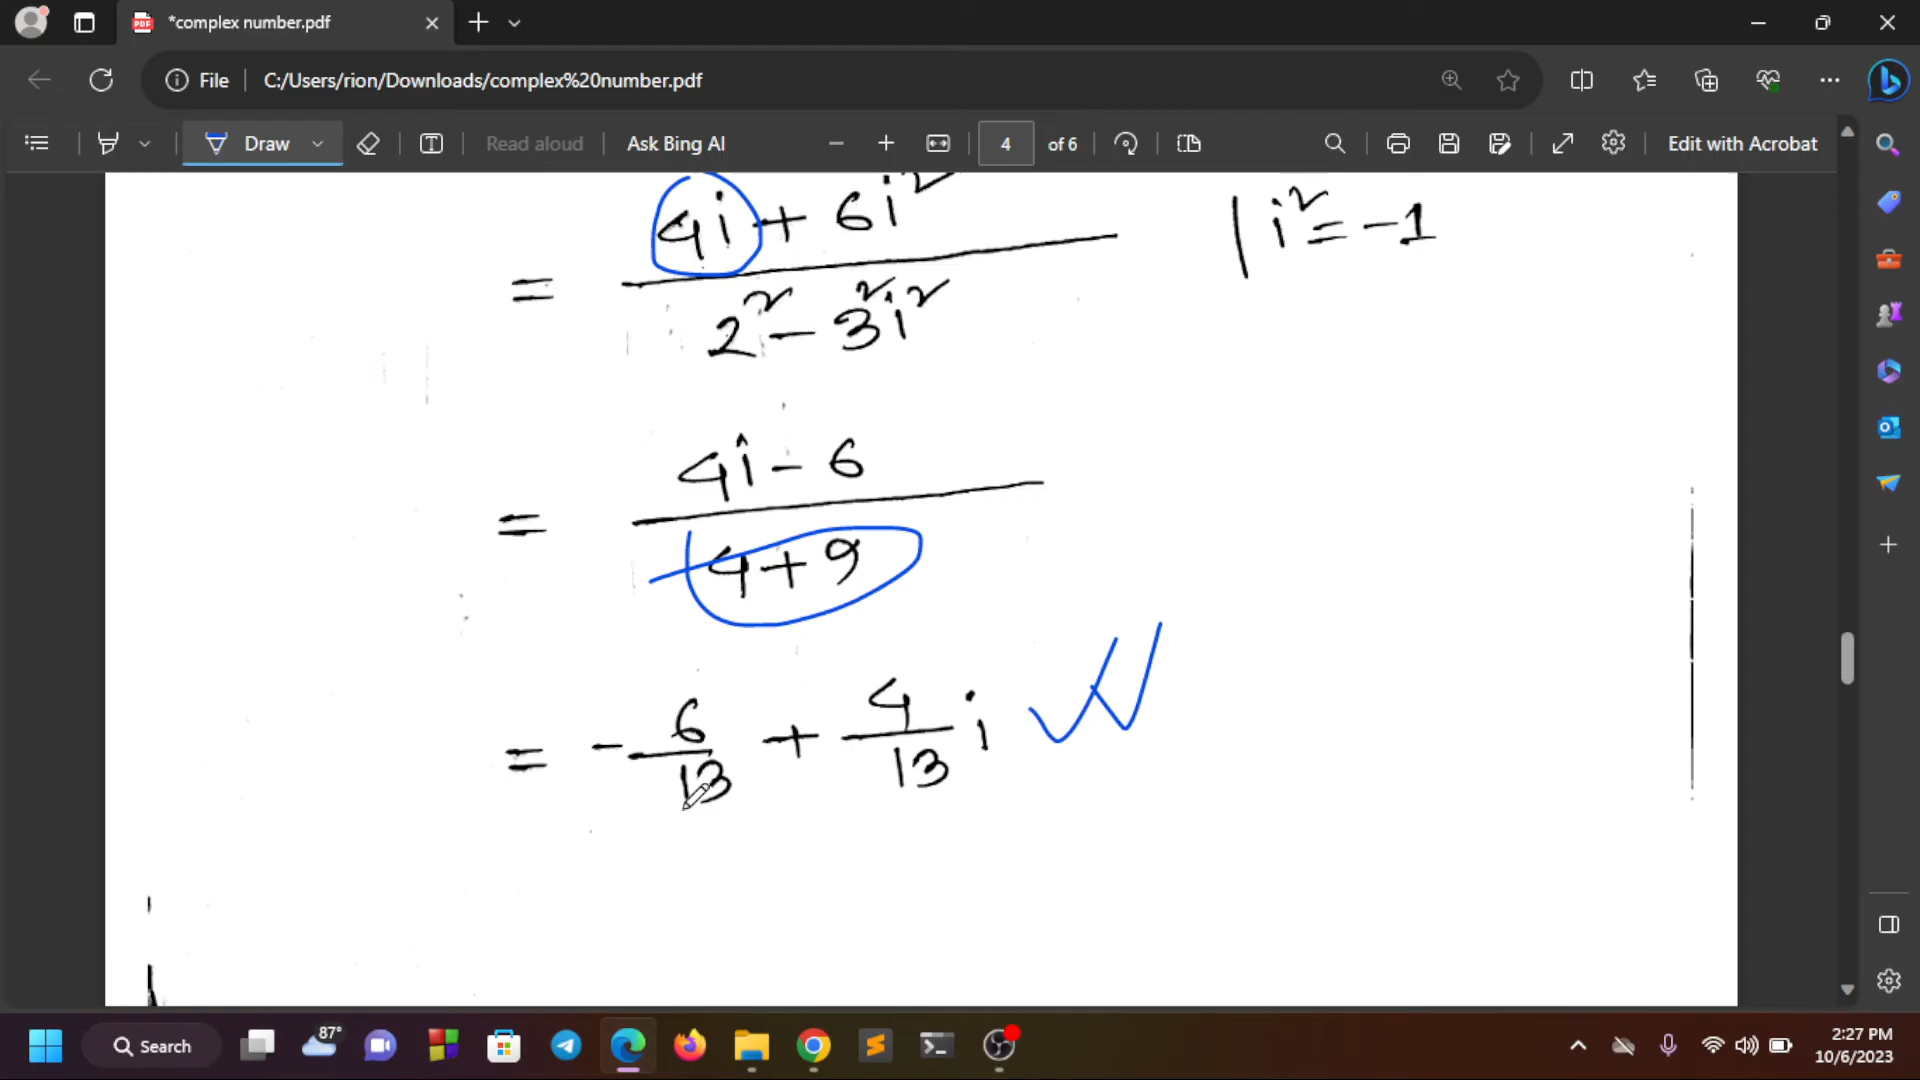 *complex number.pdf
File
C:/Users/rion/Downloads/complex%20number.pdf
Draw
Read aloud
Ask Bing AI
4
of 6
Edit with Acrobat
4i + 6i²
= 2² - 3²i²
| i² = -1
4i - 6
= 4 + 9
= - 6/13 + 4/13 i
87°
Search
2:27 PM
10/6/2023